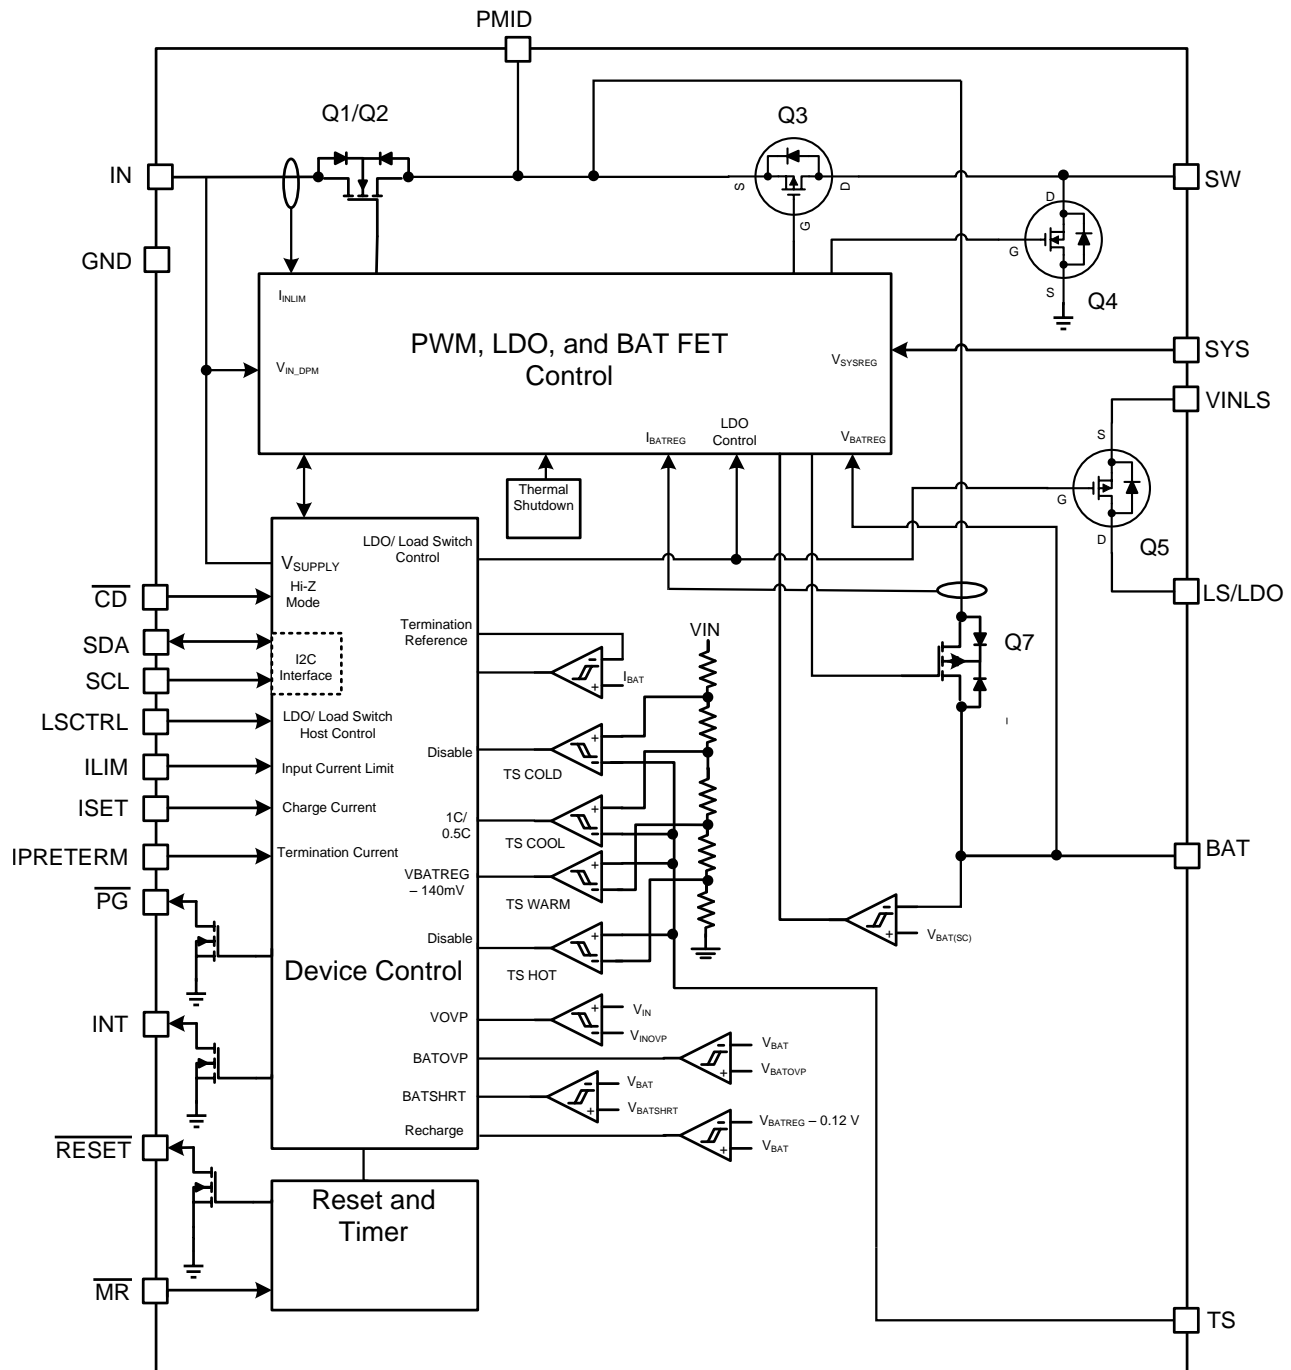 PMID
Q1/Q2
Q3
IN
S
D
G
SW
D
G
S
Q4
GND
I_INLIM
PWM, LDO, and BAT FET
Control
V_IN_DPM
V_SYSREG
SYS
VINLS
I_BATREG
LDO
Control
V_BATREG
S
G
D
Q5
Thermal
Shutdown
LDO/ Load Switch
Control
V_SUPPLY
Hi-Z
Mode
CD
LS/LDO
SDA
I2C
Interface
SCL
Termination
Reference
I_BAT
VIN
Q7
I
LSCTRL
LDO/ Load Switch
Host Control
ILIM
Input Current Limit
Disable
TS COLD
+
−
ISET
Charge Current
1C/
0.5C
TS COOL
+
−
IPRETERM
Termination Current
VBATREG
– 140mV
TS WARM
+
−
BAT
PG
V_BAT(SC)
−
+
Disable
TS HOT
+
−
Device Control
INT
VOVP
V_IN
V_INOVP
BATOVP
V_BAT
V_BATOVP
BATSHRT
V_BAT
V_BATSHRT
Recharge
V_BATREG – 0.12 V
V_BAT
RESET
Reset and
Timer
MR
TS